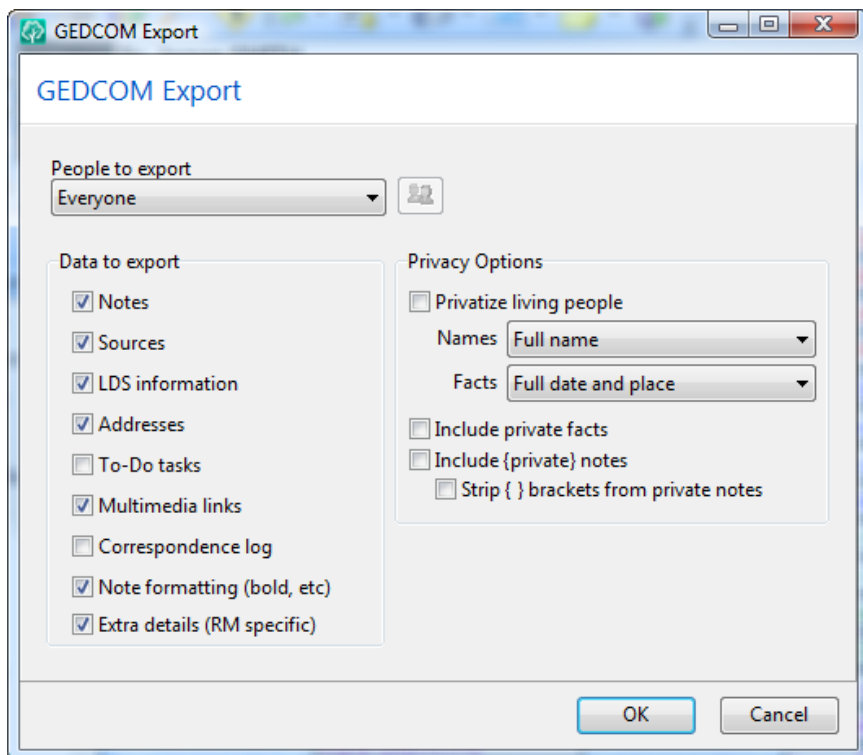 GEDCOM Export
GEDCOM Export
People to export
Everyone
Data to export
Notes
Sources
LDS information
Addresses
To-Do tasks
Multimedia links
Correspondence log
Note formatting (bold, etc)
Extra details (RM specific)
Privacy Options
Privatize living people
Names Full name
Facts Full date and place
Include private facts
Include {private} notes
Strip { } brackets from private notes
OK Cancel